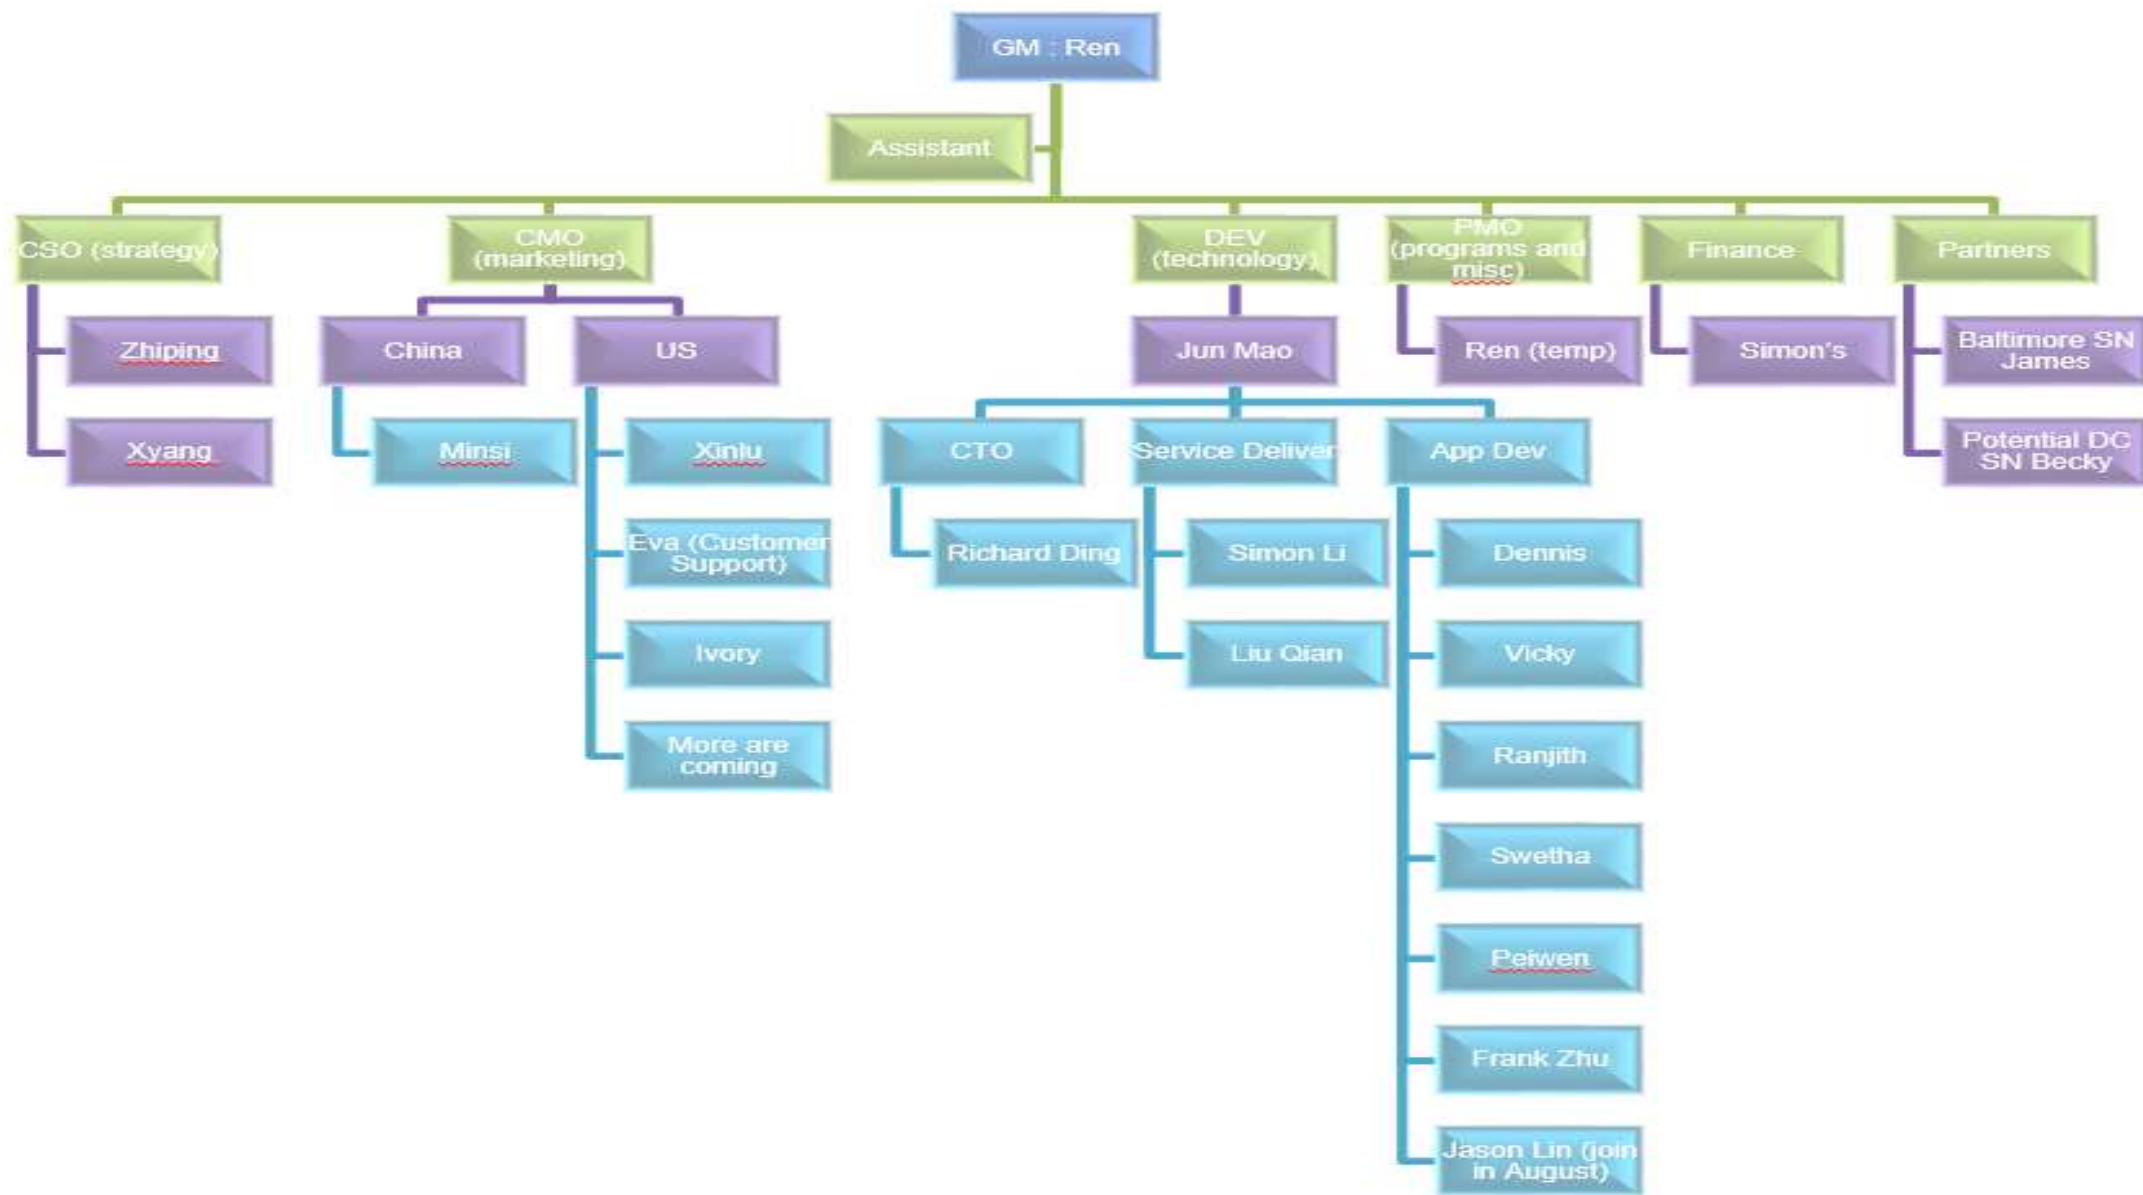 GM : Ren
Assistant
CSO (strategy)
CMO
(marketing)
DEV
(technology)
PMO
(programs and
misc)
Finance
Partners
Zhiping
China
US
Jun Mao
Ren (temp)
Simon's
Baltimore SN
James
Xyang
Minsi
Xinlu
CTO
Service Deliver
App Dev
Potential DC
SN Becky
Eva (Customer
Support)
Richard Ding
Simon Li
Dennis
Ivory
Liu Qian
Vicky
More are
coming
Ranjith
Swetha
Peiwen
Frank Zhu
Jason Lin (join
in August)